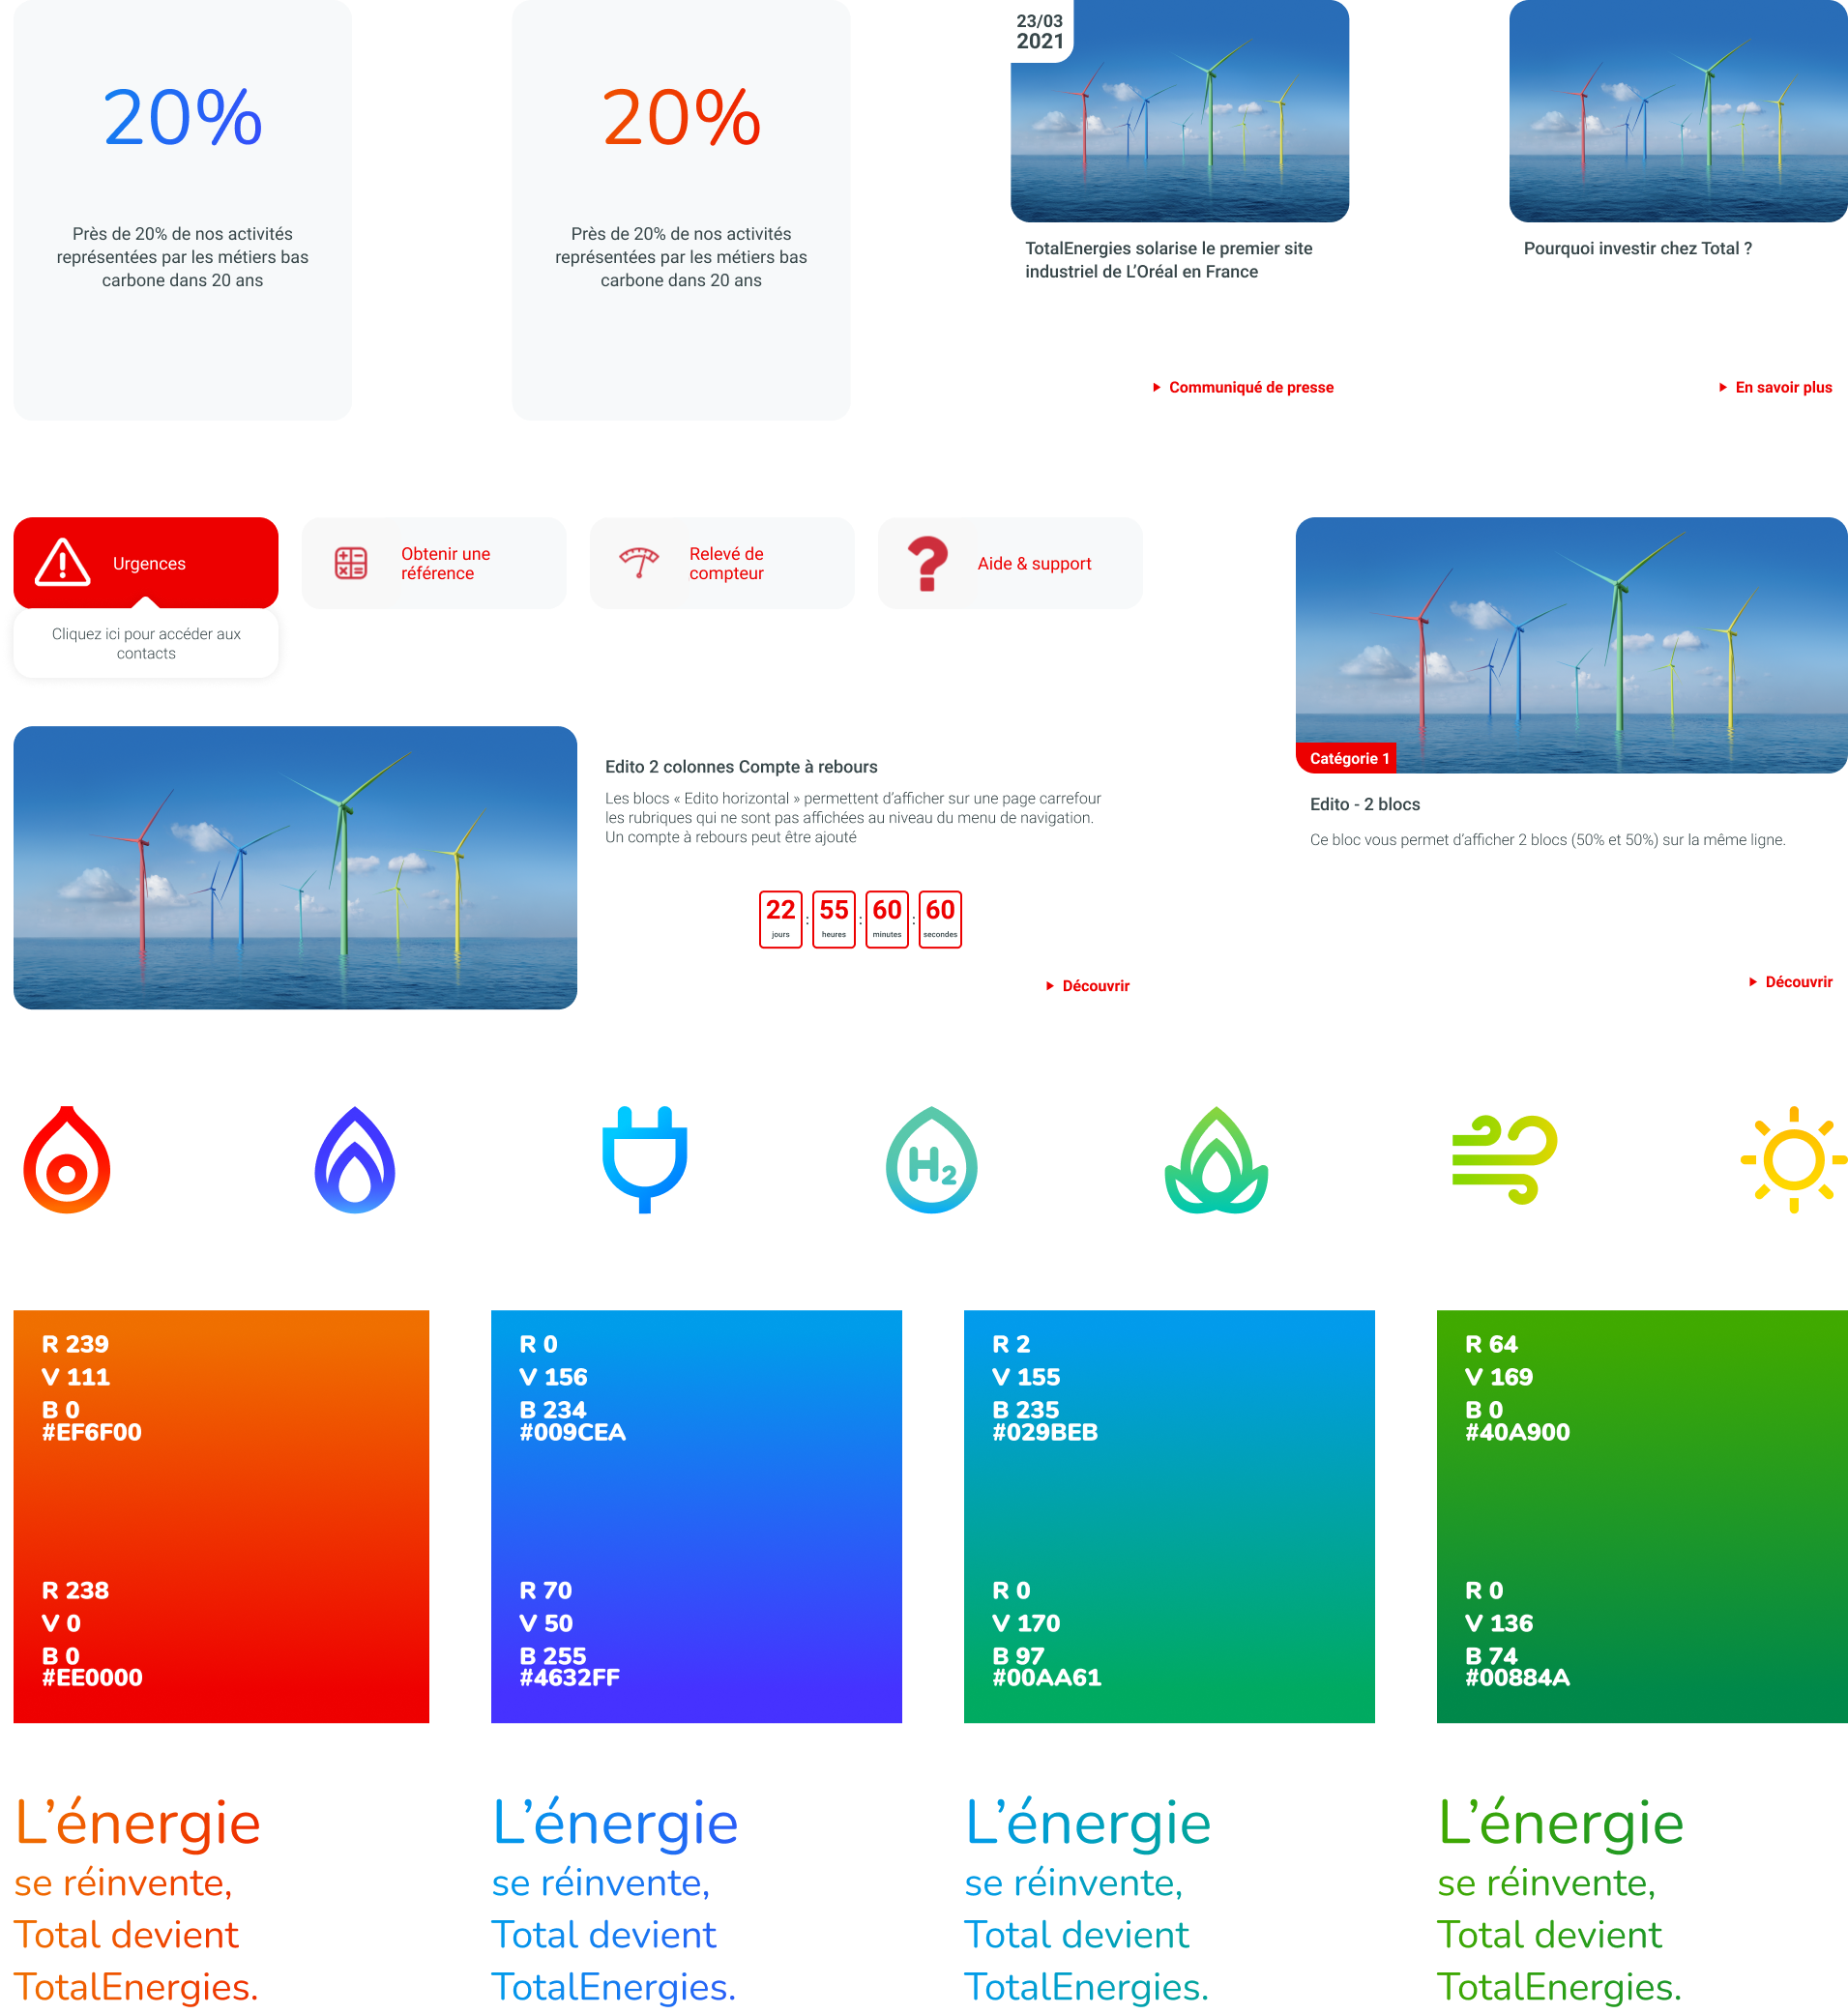 20%
Près de 20% de nos activités
représentées par les métiers bas
carbone dans 20 ans
20%
Près de 20% de nos activités
représentées par les métiers bas
carbone dans 20 ans
23/03
2021
TotalEnergies solarise le premier site
industriel de L’Oréal en France
Communiqué de presse
Pourquoi investir chez Total ?
En savoir plus
Urgences
Cliquez ici pour accéder aux
contacts
Obtenir une
référence
Relevé de
compteur
Aide & support
Edito 2 colonnes Compte à rebours
Les blocs « Edito horizontal » permettent d’afficher sur une page carrefour
les rubriques qui ne sont pas affichées au niveau du menu de navigation.
Un compte à rebours peut être ajouté
22 : 55 : 60 : 60
jours heures minutes secondes
Découvrir
Catégorie 1
Edito - 2 blocs
Ce bloc vous permet d’afficher 2 blocs (50% et 50%) sur la même ligne.
Découvrir
H2
R 239
V 111
B 0
#EF6F00
R 238
V 0
B 0
#EE0000
R 0
V 156
B 234
#009CEA
R 70
V 50
B 255
#4632FF
R 2
V 155
B 235
#029BEB
R 0
V 170
B 97
#00AA61
R 64
V 169
B 0
#40A900
R 0
V 136
B 74
#00884A
L’énergie
se réinvente,
Total devient
TotalEnergies.
L’énergie
se réinvente,
Total devient
TotalEnergies.
L’énergie
se réinvente,
Total devient
TotalEnergies.
L’énergie
se réinvente,
Total devient
TotalEnergies.